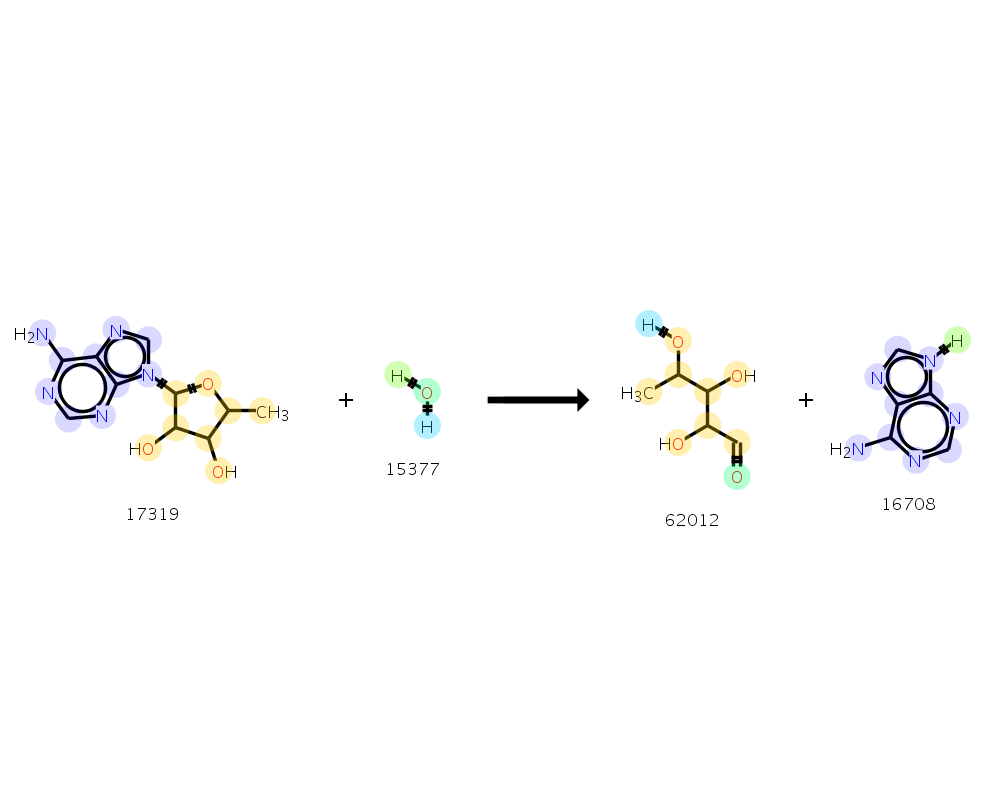 H₂N N N N N O CH₃ HO OH
17319
+
H O H
15377
H O H₃C OH HO O
62012
+
H N N N N H₂N
16708